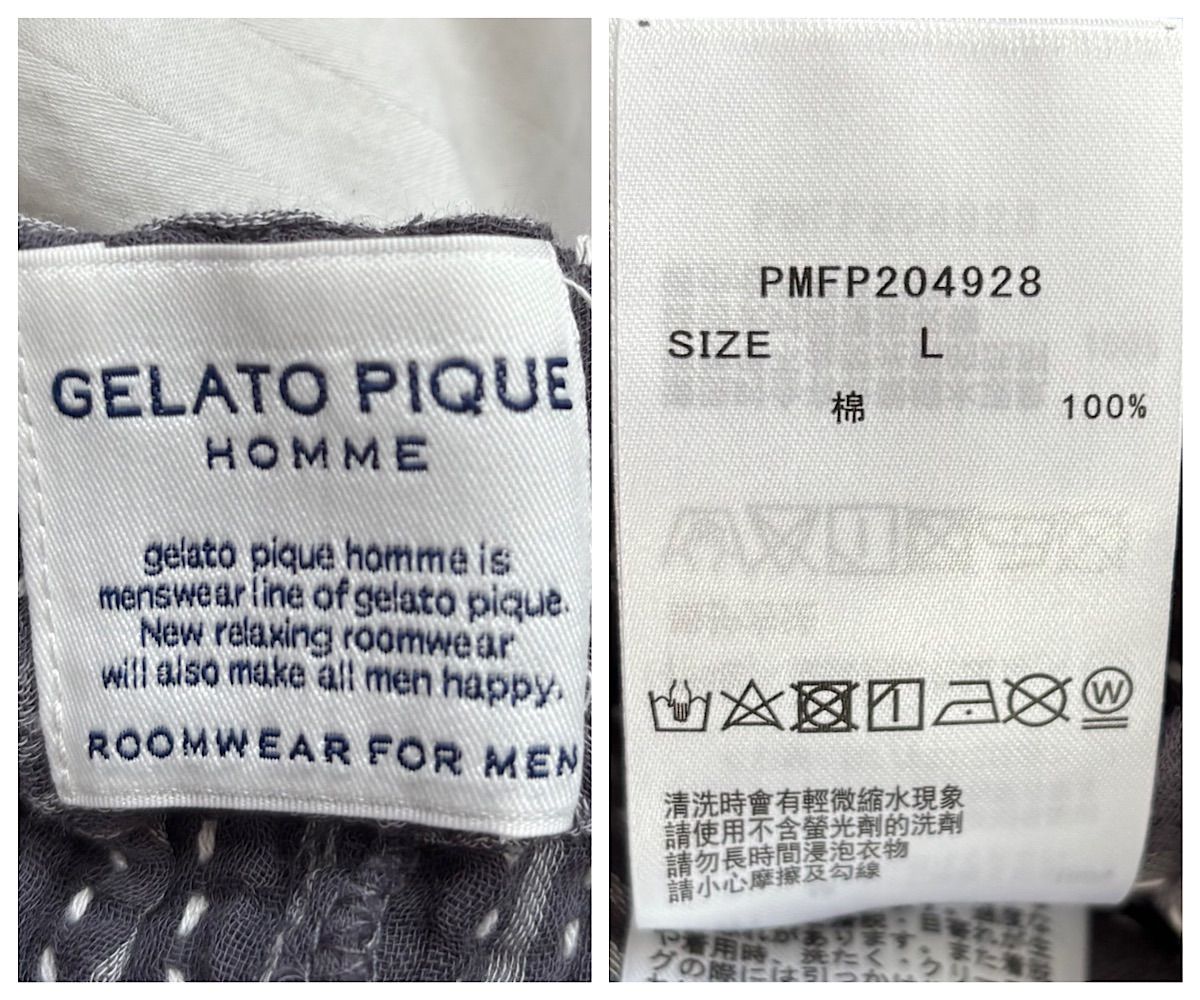 GELATO PIQUE
HOMME
gelato pique homme is
menswear line of gelato pique.
New relaxing roomwear
will also make all men happy.
ROOMWEAR FOR MEN
PMFP204928
SIZE L
棉 100%
W
清洗時會有輕微縮水現象
請使用不含螢光劑的洗劑
請勿長時間浸泡衣物
請小心摩擦及勾線